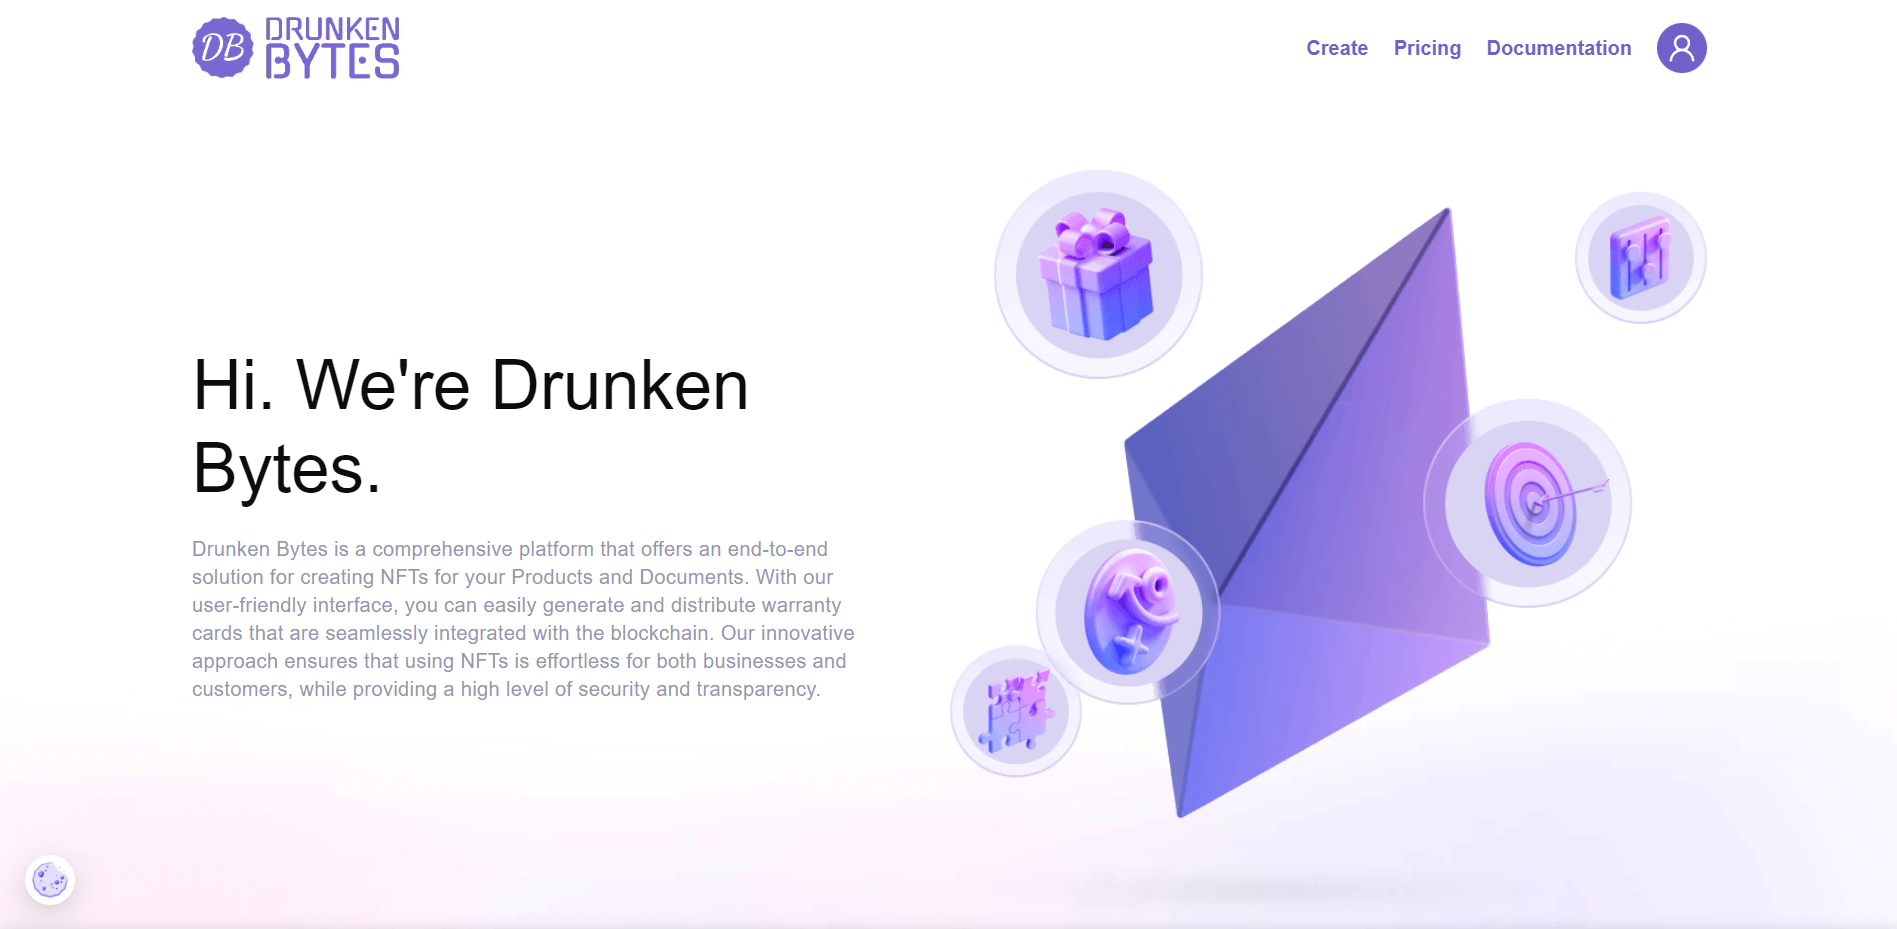 DB
DRUNKEN
BYTES
Create
Pricing
Documentation
Hi. We're Drunken
Bytes.
Drunken Bytes is a comprehensive platform that offers an end-to-end
solution for creating NFTs for your Products and Documents. With our
user-friendly interface, you can easily generate and distribute warranty
cards that are seamlessly integrated with the blockchain. Our innovative
approach ensures that using NFTs is effortless for both businesses and
customers, while providing a high level of security and transparency.